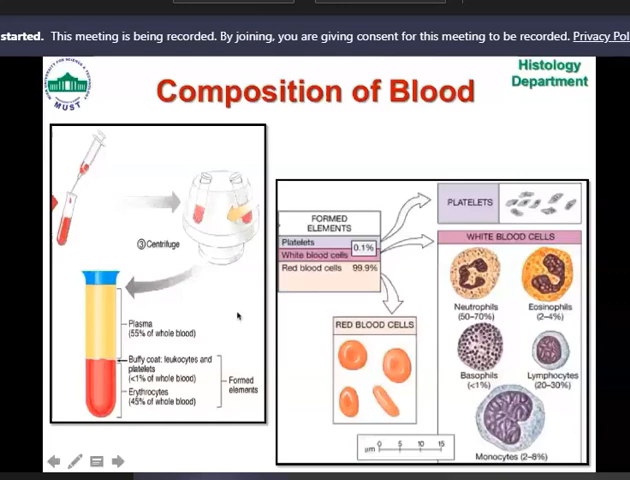 started. This meeting is being recorded. By joining, you are giving consent for this meeting to be recorded. Privacy Pol
MUST
Histology
Department
Composition of Blood
③ Centrifuge
Plasma
(55% of whole blood)
Buffy coat: leukocytes and
platelets
(<1% of whole blood)
Erythrocytes
(45% of whole blood)
Formed
elements
FORMED
ELEMENTS
Platelets
0.1%
White blood cells
Red blood cells 99.9%
PLATELETS
WHITE BLOOD CELLS
Neutrophils
(50-70%)
Eosinophils
(2-4%)
Basophils
(<1%)
Lymphocytes
(20-30%)
Monocytes (2-8%)
RED BLOOD CELLS
µm
0 5 10 15